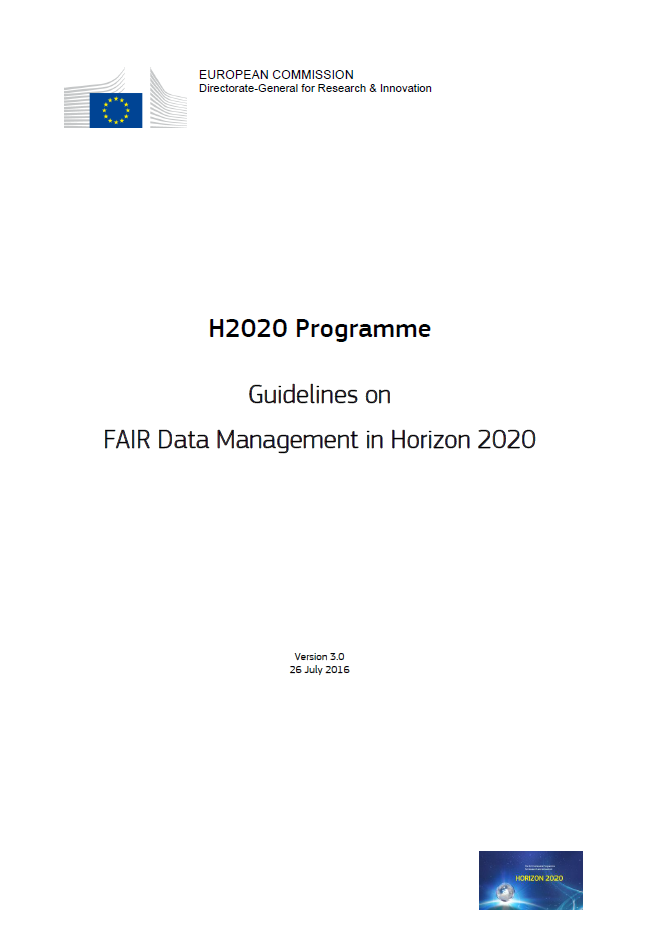 EUROPEAN COMMISSION
Directorate-General for Research & Innovation
H2020 Programme
Guidelines on
FAIR Data Management in Horizon 2020
Version 3.0
26 July 2016
HORIZON 2020